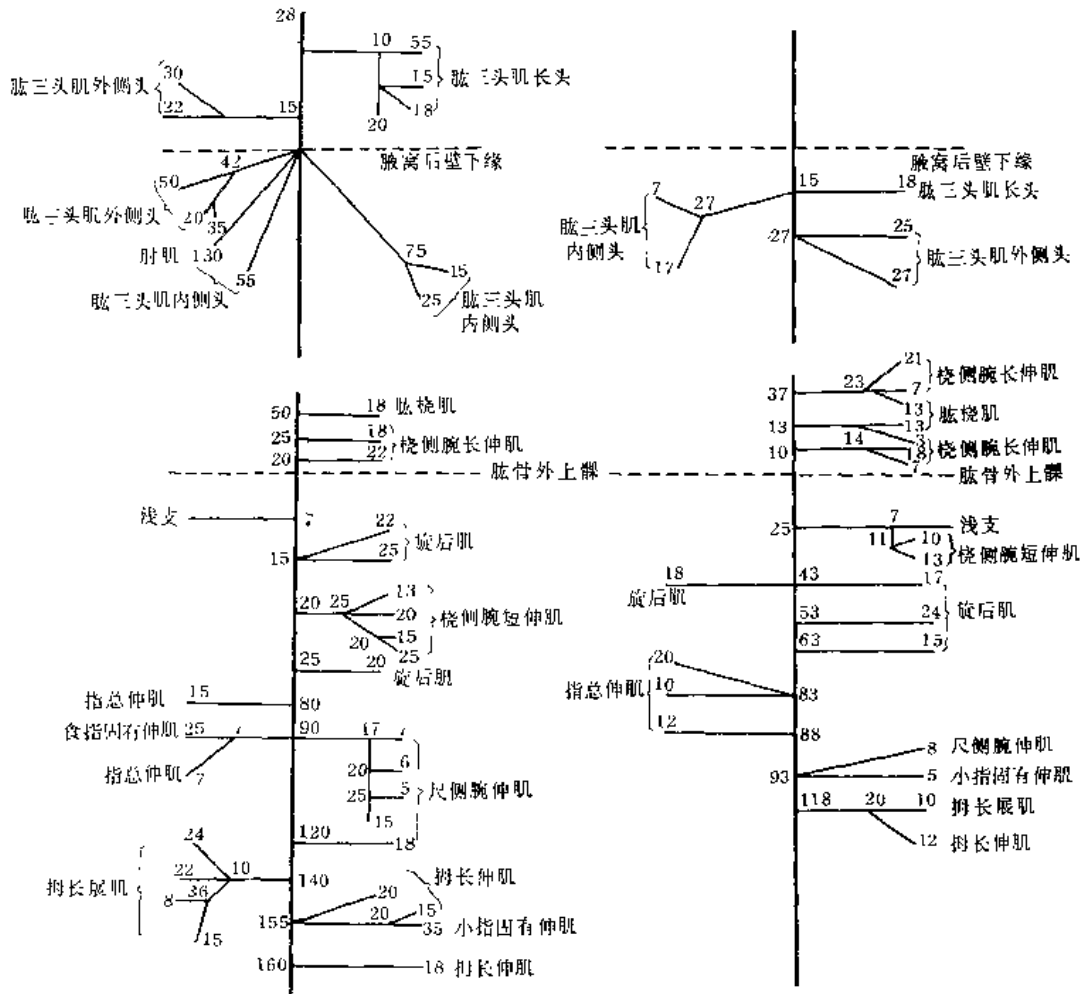 28
10 55
肱三头肌长头
15
18
20
30
肱三头肌外侧头
22 15
腋窝后壁下缘
42
50
肱三头肌外侧头
20
35
肘肌 130
55
肱三头肌内侧头
75
15
25
肱三头肌
内侧头
50 18 肱桡肌
25 18
桡侧腕长伸肌
20 22
肱骨外上髁
浅支 7
22
15 25
旋后肌
13
20 25 20
桡侧腕短伸肌
20 15
25
25 20
旋后肌
指总伸肌 15 80
食指固有伸肌 25 7 90 17 7
指总伸肌 7
20 6
25 5
尺侧腕伸肌
15
120 18
24
22 10 140
拇长展肌
8 36
15
拇长伸肌
20
155 20 15
35 小指固有伸肌
160 18 拇长伸肌
腋窝后壁下缘
15 18
肱三头肌长头
7 27
肱三头肌
内侧头
17
27 25
肱三头肌外侧头
27
21
37 23 7
桡侧腕长伸肌
13
13 13
肱桡肌
3
10 14 18
桡侧腕长伸肌
7
肱骨外上髁
25 7 浅支
11 10
13 桡侧腕短伸肌
18 43 17
旋后肌
53 24
旋后肌
63 15
20
指总伸肌 10 83
12 88
8 尺侧腕伸肌
93 5 小指固有伸肌
118 20 10 拇长展肌
12 拇长伸肌